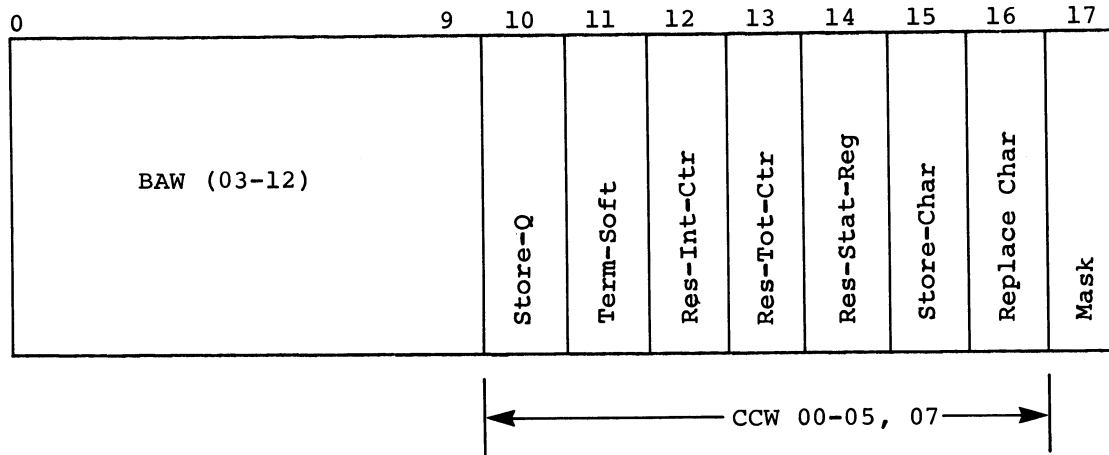 0 9 10 11 12 13 14 15 16 17
BAW (03-12)
Store-Q
Term-Soft
Res-Int-Ctr
Res-Tot-Ctr
Res-Stat-Reg
Store-Char
Replace Char
Mask
CCW 00-05, 07